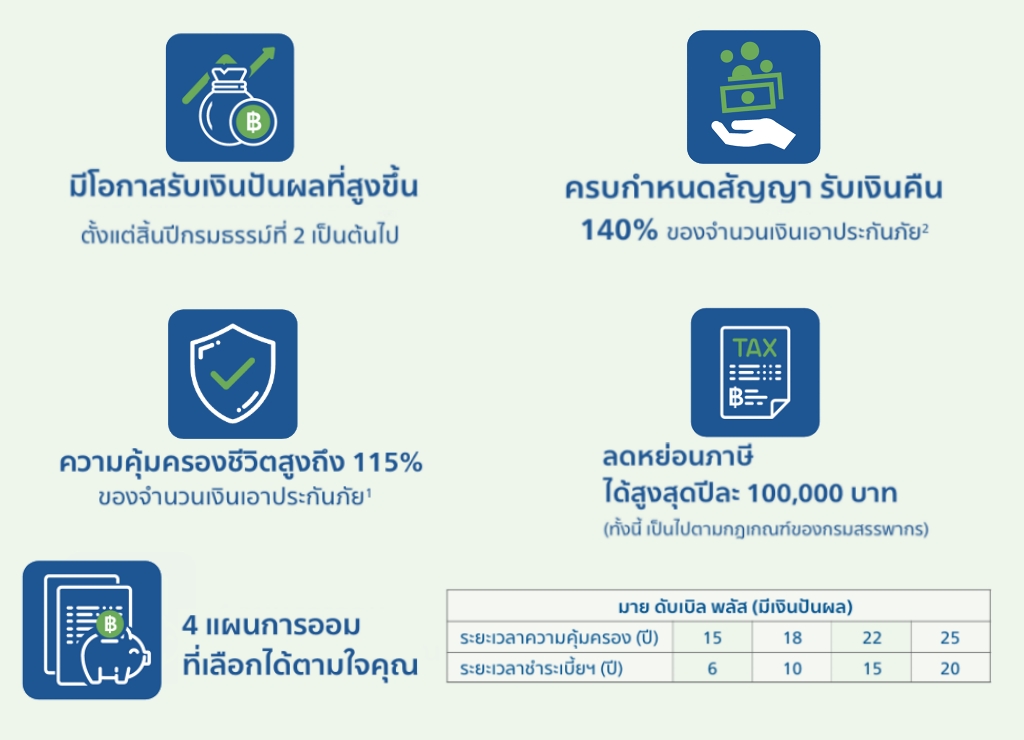 มีโอกาสรับเงินปันผลที่สูงขึ้น
ตั้งแต่สิ้นปีกรมธรรม์ที่ 2 เป็นต้นไป
ครบกำหนดสัญญา รับเงินคืน
140% ของจำนวนเงินเอาประกันภัย²
ความคุ้มครองชีวิตสูงถึง 115%
ของจำนวนเงินเอาประกันภัย¹
TAX
฿
ลดหย่อนภาษี
ได้สูงสุดปีละ 100,000 บาท
(ทั้งนี้ เป็นไปตามกฎเกณฑ์ของกรมสรรพากร)
4 แผนการออม
ที่เลือกได้ตามใจคุณ
มาย ดับเบิล พลัส (มีเงินปันผล)
ระยะเวลาความคุ้มครอง (ปี) 15 18 22 25
ระยะเวลาชำระเบี้ยฯ (ปี) 6 10 15 20